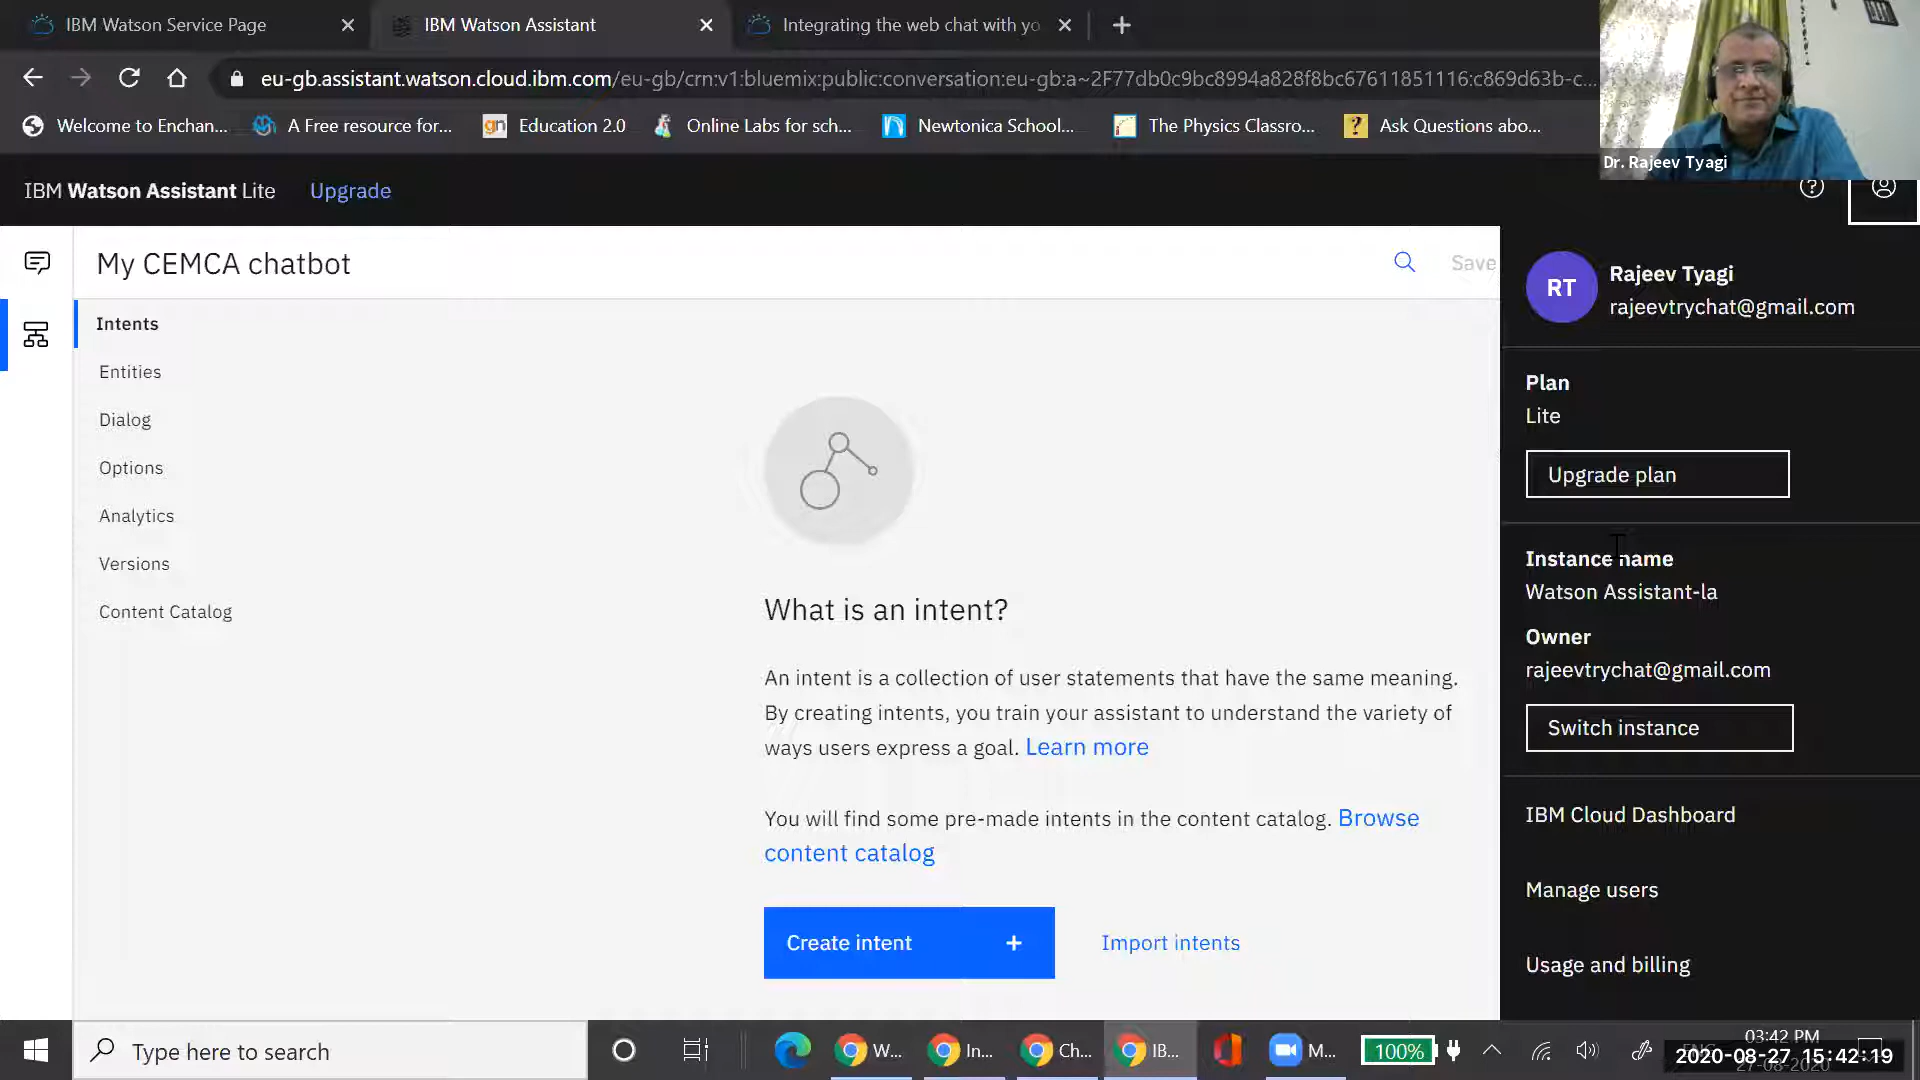 IBM Watson Service Page
IBM Watson Assistant
Integrating the web chat with yo
eu-gb.assistant.watson.cloud.ibm.com/eu-gb/crn:v1:bluemix:public:conversation:eu-gb:a~2F77db0c9bc8994a828f8bc67611851116:c869d63b-c...
Welcome to Enchan...
A Free resource for...
gn Education 2.0
Online Labs for sch...
Newtonica School...
The Physics Classro...
? Ask Questions abo...
Dr. Rajeev Tyagi
IBM Watson Assistant Lite
Upgrade
My CEMCA chatbot
Save
Intents
Entities
Dialog
Options
Analytics
Versions
Content Catalog
What is an intent?
An intent is a collection of user statements that have the same meaning.
By creating intents, you train your assistant to understand the variety of
ways users express a goal. Learn more
You will find some pre-made intents in the content catalog. Browse
content catalog
Create intent +
Import intents
RT
Rajeev Tyagi
rajeevtrychat@gmail.com
Plan
Lite
Upgrade plan
Instance name
Watson Assistant-la
Owner
rajeevtrychat@gmail.com
Switch instance
IBM Cloud Dashboard
Manage users
Usage and billing
Type here to search
W...
In...
Ch...
IB...
M...
100%
03:42 PM
2020-08-27 15:42:19
27-08-2020